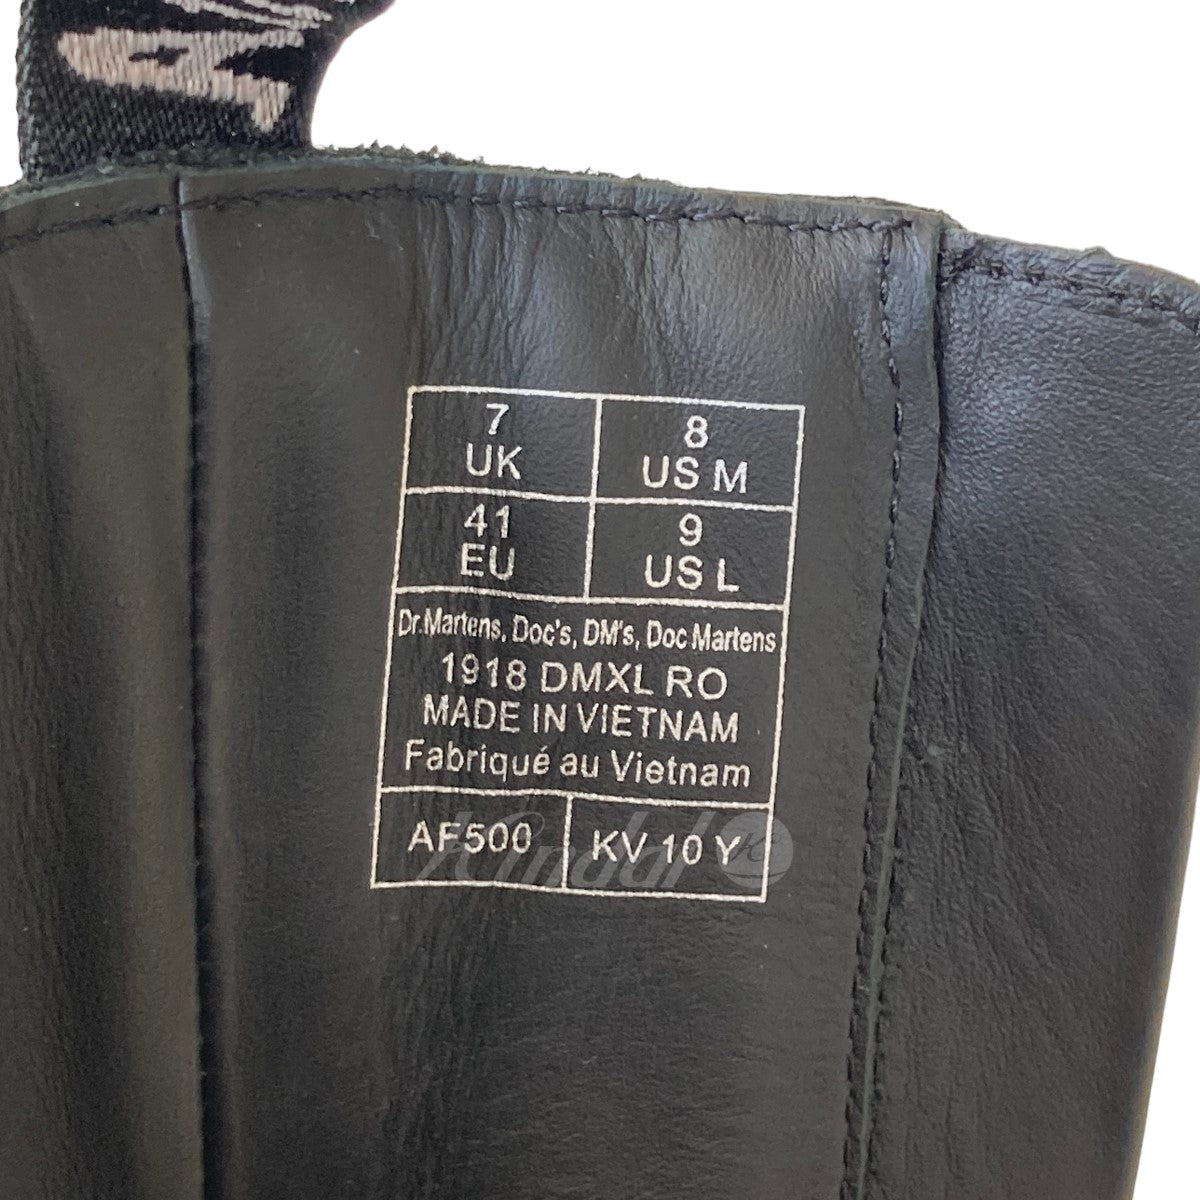 7
UK
8
US M
41
EU
9
US L
Dr.Martens, Doc's, DM's, Doc Martens
1918 DMXL RO
MADE IN VIETNAM
Fabriqué au Vietnam
AF500
KV 10 Y
Kindal